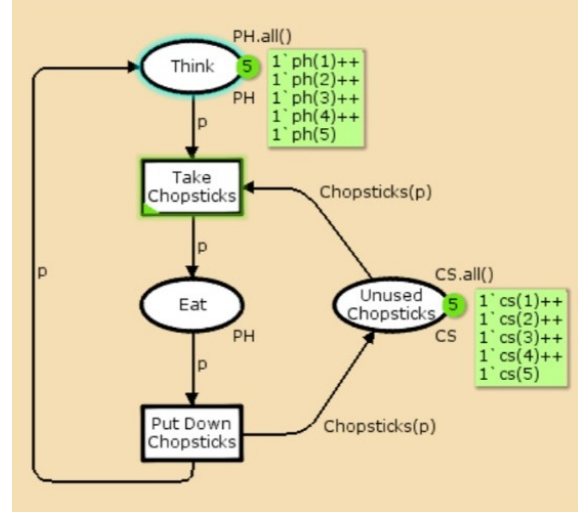 PH.all()
Think
5
1`ph(1)++
1`ph(2)++
1`ph(3)++
1`ph(4)++
1`ph(5)
PH
p
Take
Chopsticks
Chopsticks(p)
p
p
CS.all()
Eat
Unused
Chopsticks
5
1`cs(1)++
1`cs(2)++
1`cs(3)++
1`cs(4)++
1`cs(5)
PH
CS
p
Put Down
Chopsticks
Chopsticks(p)